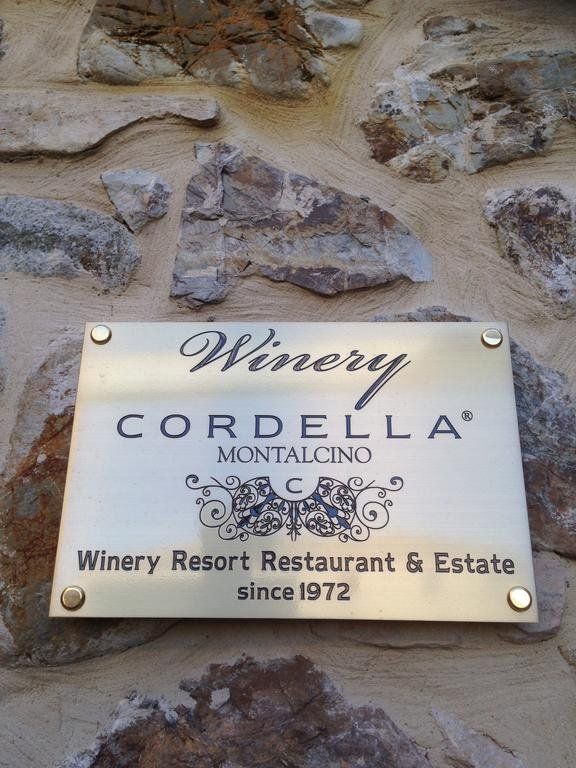 Winery
CORDELLA®
MONTALCINO
C
Winery Resort Restaurant & Estate
since 1972